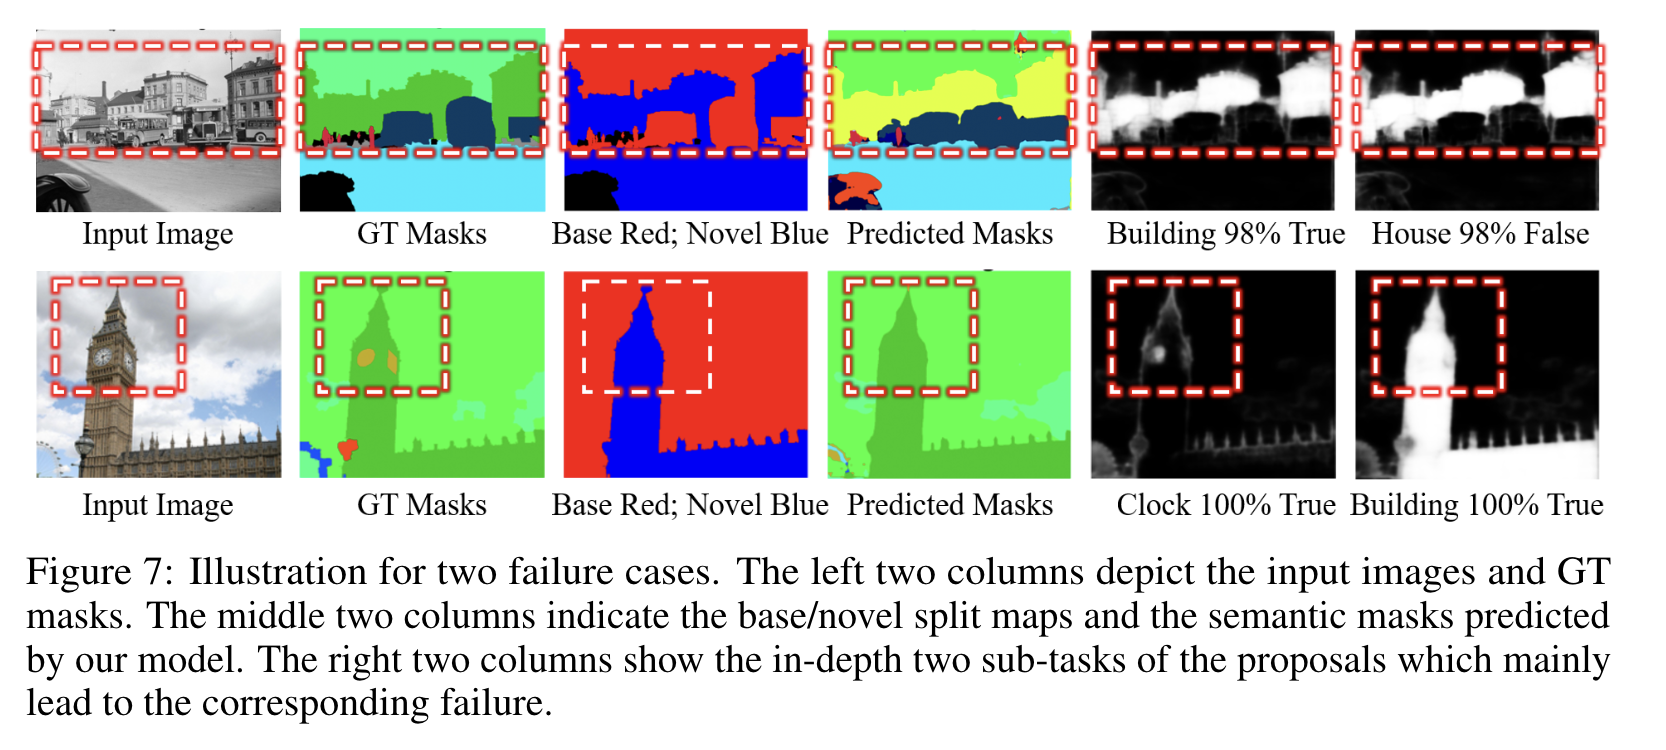 Input Image GT Masks Base Red; Novel Blue Predicted Masks Building 98% True House 98% False
Input Image GT Masks Base Red; Novel Blue Predicted Masks Clock 100% True Building 100% True
Figure 7: Illustration for two failure cases. The left two columns depict the input images and GT
masks. The middle two columns indicate the base/novel split maps and the semantic masks predicted
by our model. The right two columns show the in-depth two sub-tasks of the proposals which mainly
lead to the corresponding failure.